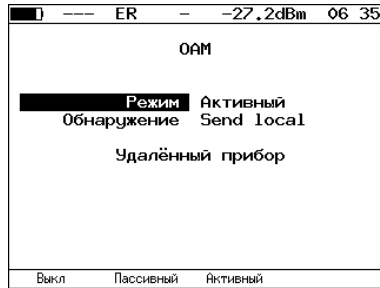 --- ER - -27.2dBm 06 35
OAM
Режим Активный
Обнаружение Send local
Удалённый прибор
Выкл Пассивный Активный